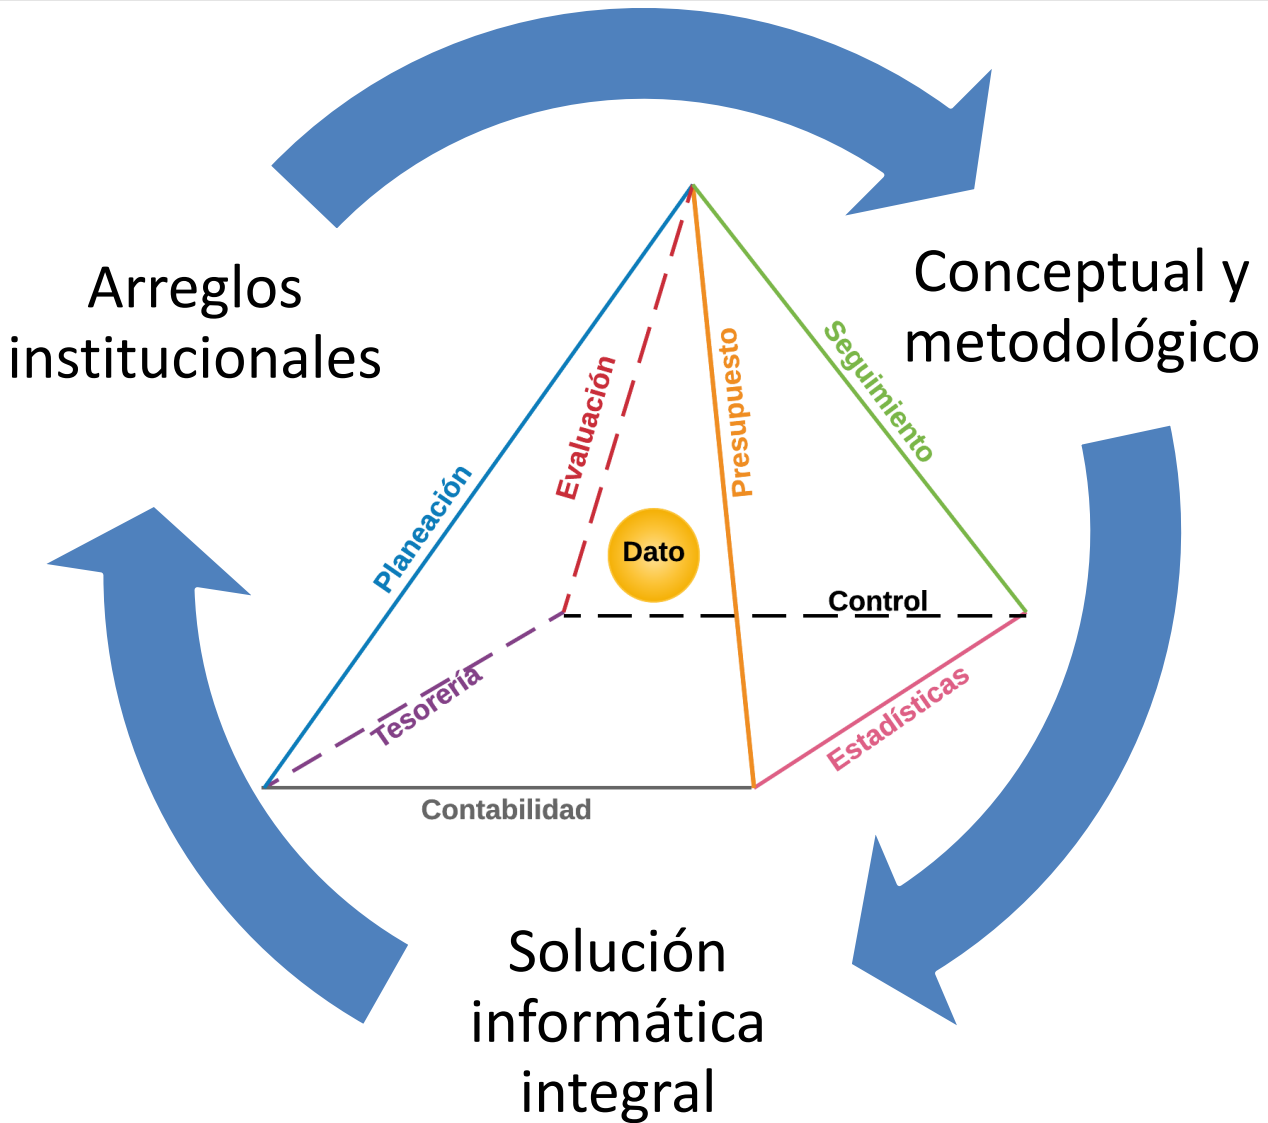 Arreglos
institucionales
Conceptual y
metodológico
Planeación
Evaluación
Presupuesto
Seguimiento
Dato
Control
Tesorería
Estadísticas
Contabilidad
Solución
informática
integral